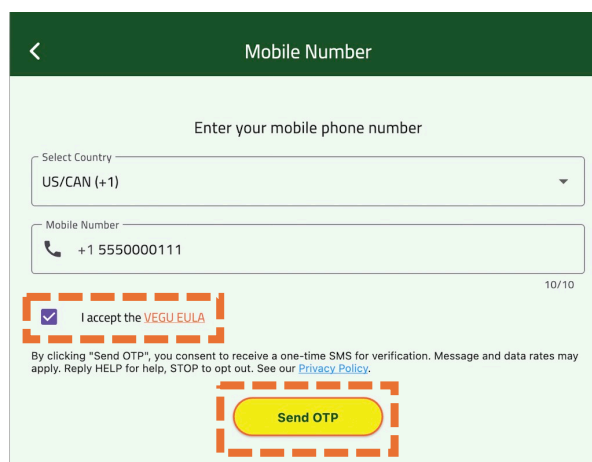 Mobile Number
Enter your mobile phone number
Select Country
US/CAN (+1)
Mobile Number
+1 5550000111
10/10
I accept the VEGU EULA
By clicking "Send OTP", you consent to receive a one-time SMS for verification. Message and data rates may
apply. Reply HELP for help, STOP to opt out. See our Privacy Policy.
Send OTP